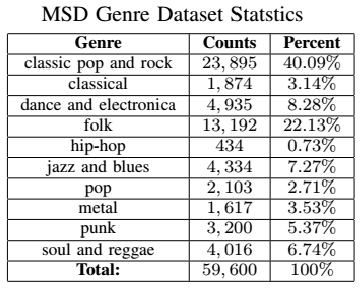 MSD Genre Dataset Statstics
Genre Counts Percent
classic pop and rock 23, 895 40.09%
classical 1, 874 3.14%
dance and electronica 4, 935 8.28%
folk 13, 192 22.13%
hip-hop 434 0.73%
jazz and blues 4, 334 7.27%
pop 2, 103 2.71%
metal 1, 617 3.53%
punk 3, 200 5.37%
soul and reggae 4, 016 6.74%
Total: 59, 600 100%